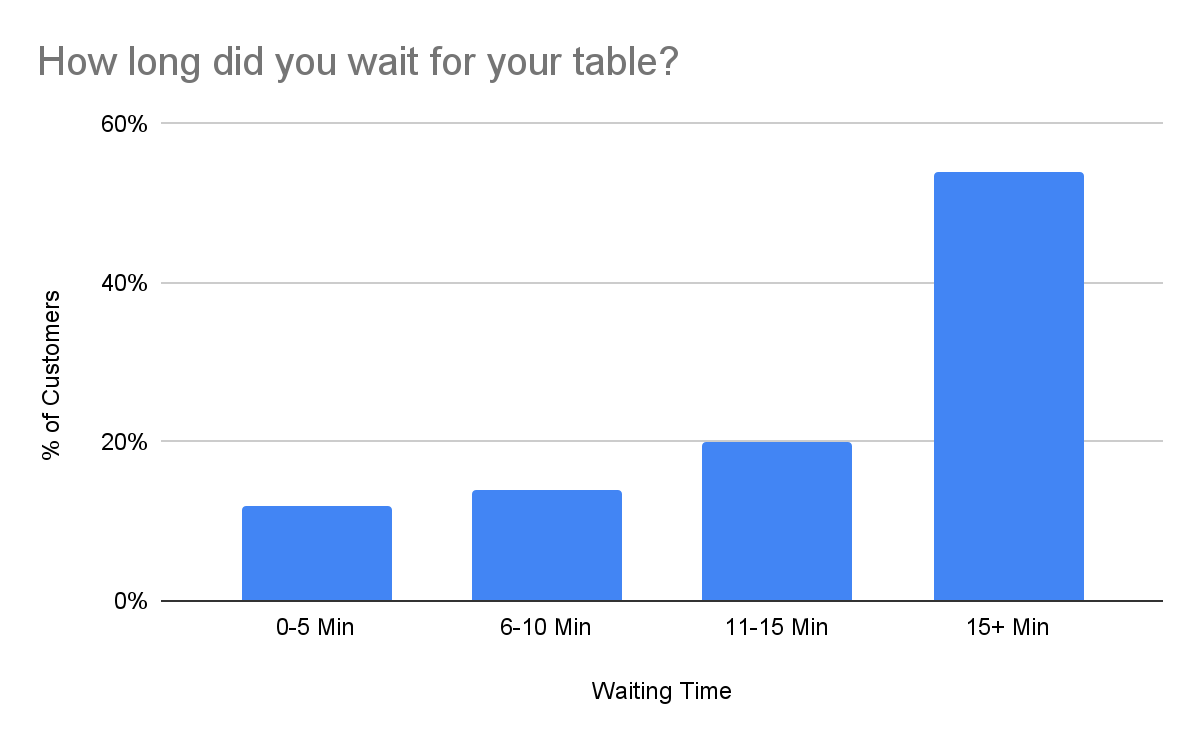 How long did you wait for your table?
60%
40%
20%
0%
% of Customers
0-5 Min
6-10 Min
11-15 Min
15+ Min
Waiting Time